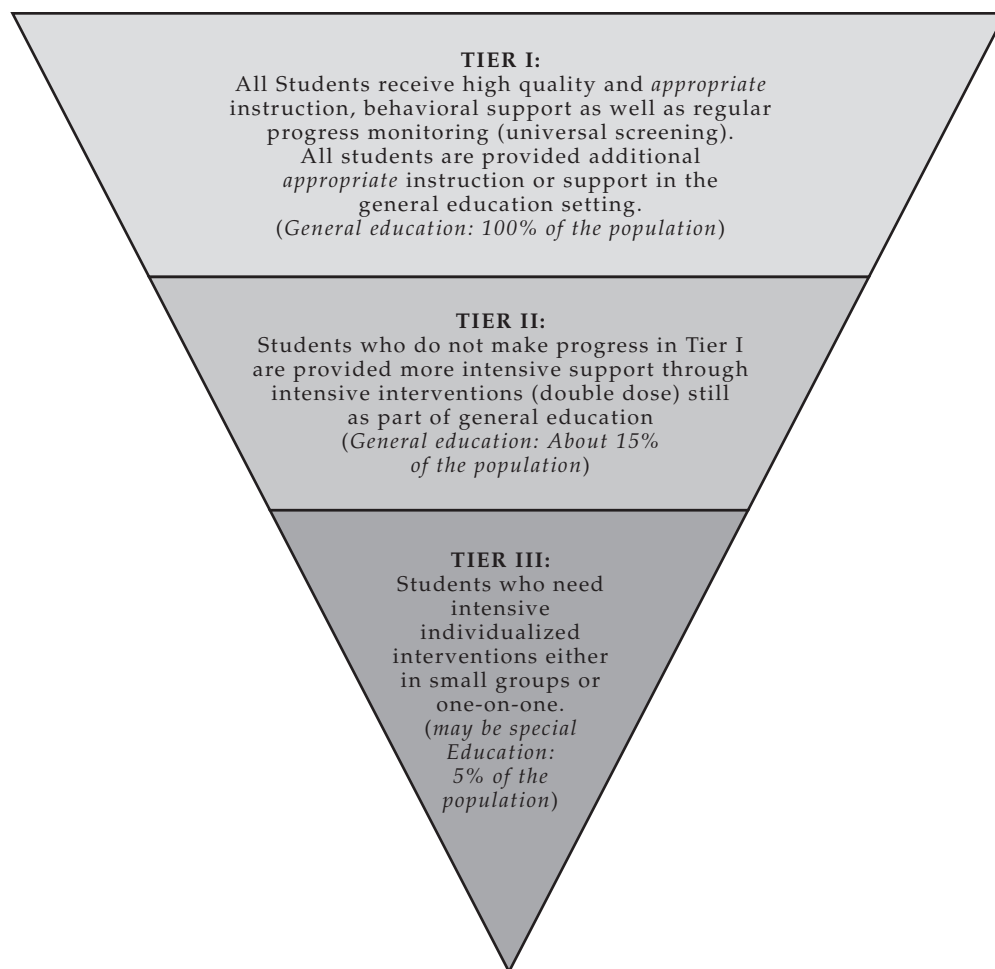 TIER I:
All Students receive high quality and appropriate
instruction, behavioral support as well as regular
progress monitoring (universal screening).
All students are provided additional
appropriate instruction or support in the
general education setting.
(General education: 100% of the population)
TIER II:
Students who do not make progress in Tier I
are provided more intensive support through
intensive interventions (double dose) still
as part of general education
(General education: About 15%
of the population)
TIER III:
Students who need
intensive
individualized
interventions either
in small groups or
one-on-one.
(may be special
Education:
5% of the
population)